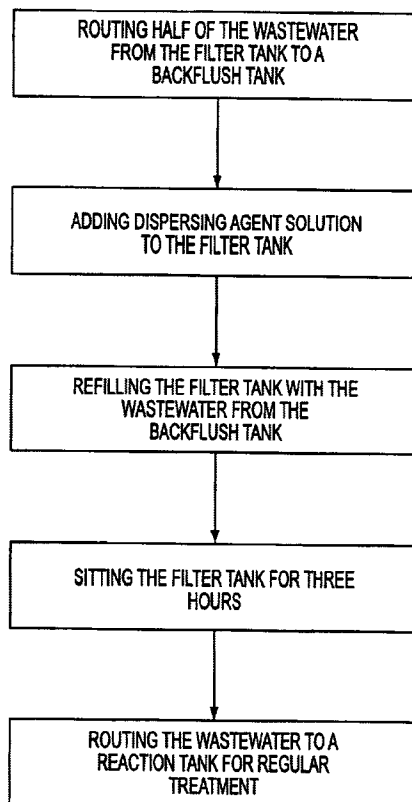 ROUTING HALF OF THE WASTEWATER
FROM THE FILTER TANK TO A
BACKFLUSH TANK
ADDING DISPERSING AGENT SOLUTION
TO THE FILTER TANK
REFILLING THE FILTER TANK WITH THE
WASTEWATER FROM THE
BACKFLUSH TANK
SITTING THE FILTER TANK FOR THREE
HOURS
ROUTING THE WASTEWATER TO A
REACTION TANK FOR REGULAR
TREATMENT